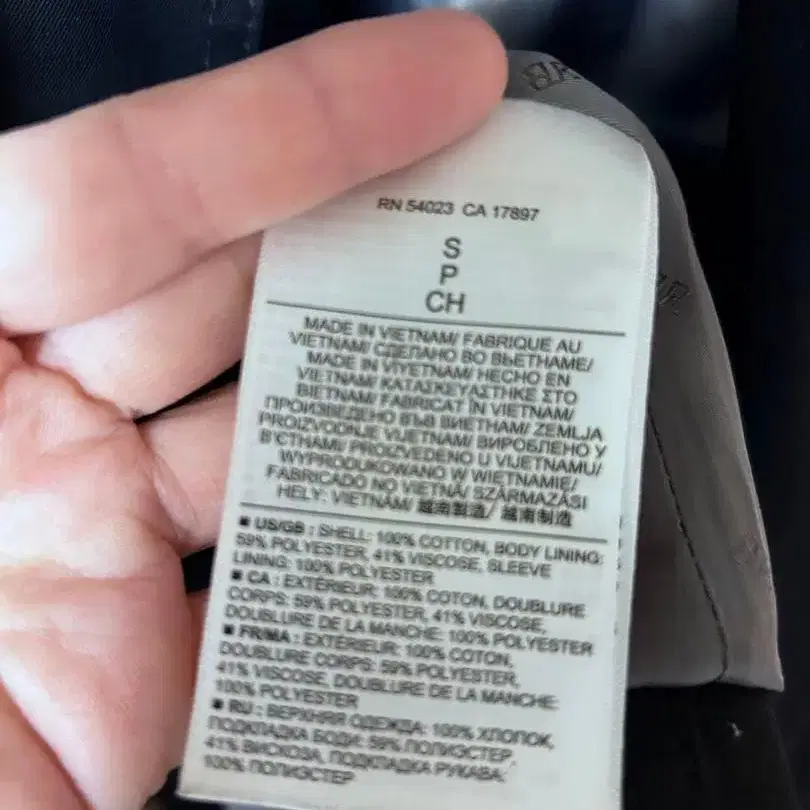 RN 54023 CA 17897
S
P
CH
MADE IN VIETNAM/ FABRIQUE AU
VIETNAM/ СДЕЛАНО ВО ВЬЕТНАМЕ/
MADE IN VIYETNAM/ HECHO EN
VIETNAM/ ΚΑΤΑΣΚΕΥΑΣΤΗΚΕ ΣΤΟ
ΒΙΕΤΝΑΜ/ FABRICAT ÎN VIETNAM/
ПРОИЗВЕДЕНО ВЪВ ВИЕТНАМ/ ZEMLJA
PROIZVODNJE VIJETNAM/ ВИРОБЛЕНО У
В'ЄТНАМІ/ PROIZVEDENO U VIJETNAMU/
WYPRODUKOWANO W WIETNAMIE/
FABRICADO NO VIETNÃ/ SZÁRMAZÁSI
HELY: VIETNÁM/ 越南製造/ 越南制造
■ US/GB : SHELL: 100% COTTON, BODY LINING:
59% POLYESTER, 41% VISCOSE, SLEEVE
LINING: 100% POLYESTER
■ CA : EXTÉRIEUR: 100% COTON, DOUBLURE
CORPS: 59% POLYESTER, 41% VISCOSE,
DOUBLURE DE LA MANCHE: 100% POLYESTER
■ FR/MA : EXTÉRIEUR: 100% COTON,
DOUBLURE CORPS: 59% POLYESTER,
41% VISCOSE, DOUBLURE DE LA MANCHE:
100% POLYESTER
■ RU : ВЕРХНЯЯ ОДЕЖДА: 100% ХЛОПОК,
ПОДКЛАДКА БОДИ: 59% ПОЛИЭСТЕР,
41% ВИСКОЗА, ПОДКЛАДКА РУКАВА:
100% ПОЛИЭСТЕР